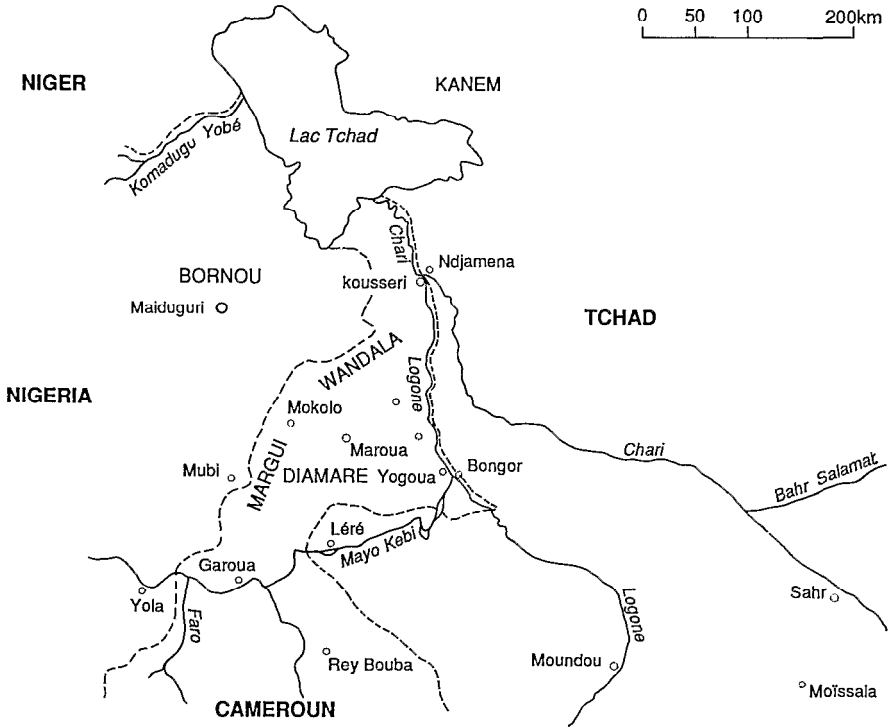 0 50 100 200km
NIGER
KANEM
Lac Tchad
Komadugu Yobé
Chari
Ndjamena
BORNOU
kousseri
Maiduguri
TCHAD
WANDALA
Logone
NIGERIA
Mokolo
Maroua
Chari
Mubi
MARGUI
DIAMARE
Yogoua
Bongor
Bahr Salamat
Léré
Mayo Kebi
Garoua
Yola
Faro
Logone
Sahr
Rey Bouba
Moundou
Moïssala
CAMEROUN